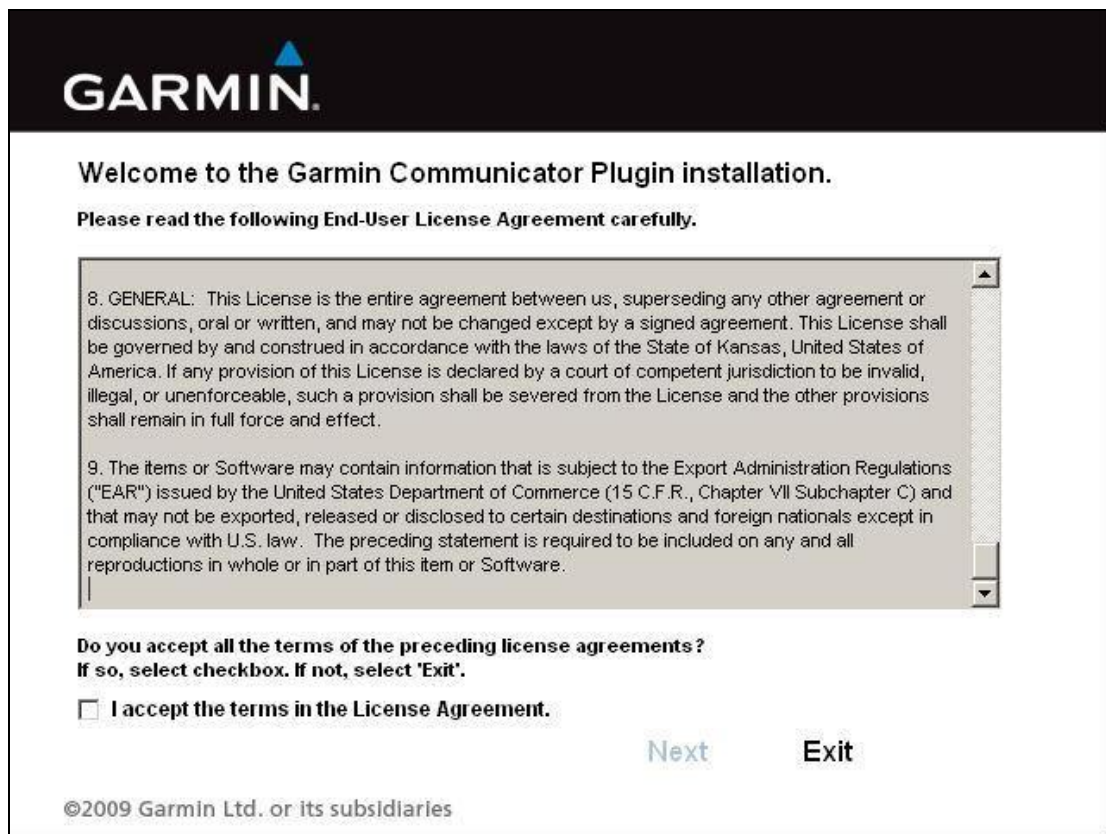 GARMIN.
Welcome to the Garmin Communicator Plugin installation.
Please read the following End-User License Agreement carefully.
8. GENERAL:  This License is the entire agreement between us, superseding any other agreement or
discussions, oral or written, and may not be changed except by a signed agreement. This License shall
be governed by and construed in accordance with the laws of the State of Kansas, United States of
America. If any provision of this License is declared by a court of competent jurisdiction to be invalid,
illegal, or unenforceable, such a provision shall be severed from the License and the other provisions
shall remain in full force and effect.
9. The items or Software may contain information that is subject to the Export Administration Regulations
("EAR") issued by the United States Department of Commerce (15 C.F.R., Chapter VII Subchapter C) and
that may not be exported, released or disclosed to certain destinations and foreign nationals except in
compliance with U.S. law.  The preceding statement is required to be included on any and all
reproductions in whole or in part of this item or Software.
Do you accept all the terms of the preceding license agreements?
If so, select checkbox. If not, select 'Exit'.
I accept the terms in the License Agreement.
Next Exit
©2009 Garmin Ltd. or its subsidiaries